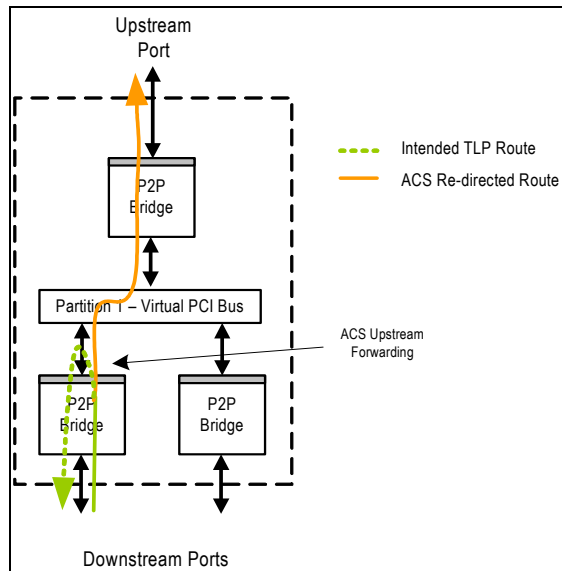 Upstream
Port
Intended TLP Route
ACS Re-directed Route
P2P
Bridge
Partition 1 – Virtual PCI Bus
ACS Upstream
Forwarding
P2P
Bridge
P2P
Bridge
Downstream Ports